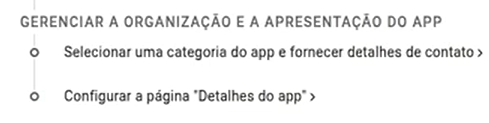 GERENCIAR A ORGANIZAÇÃO E A APRESENTAÇÃO DO APP
Selecionar uma categoria do app e fornecer detalhes de contato >
Configurar a página "Detalhes do app" >